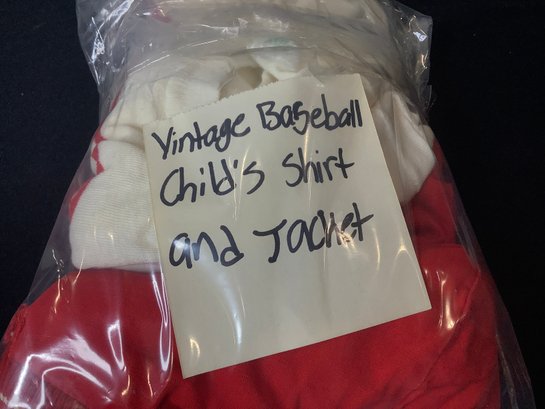 Vintage Baseball
Child's Shirt
and Jacket